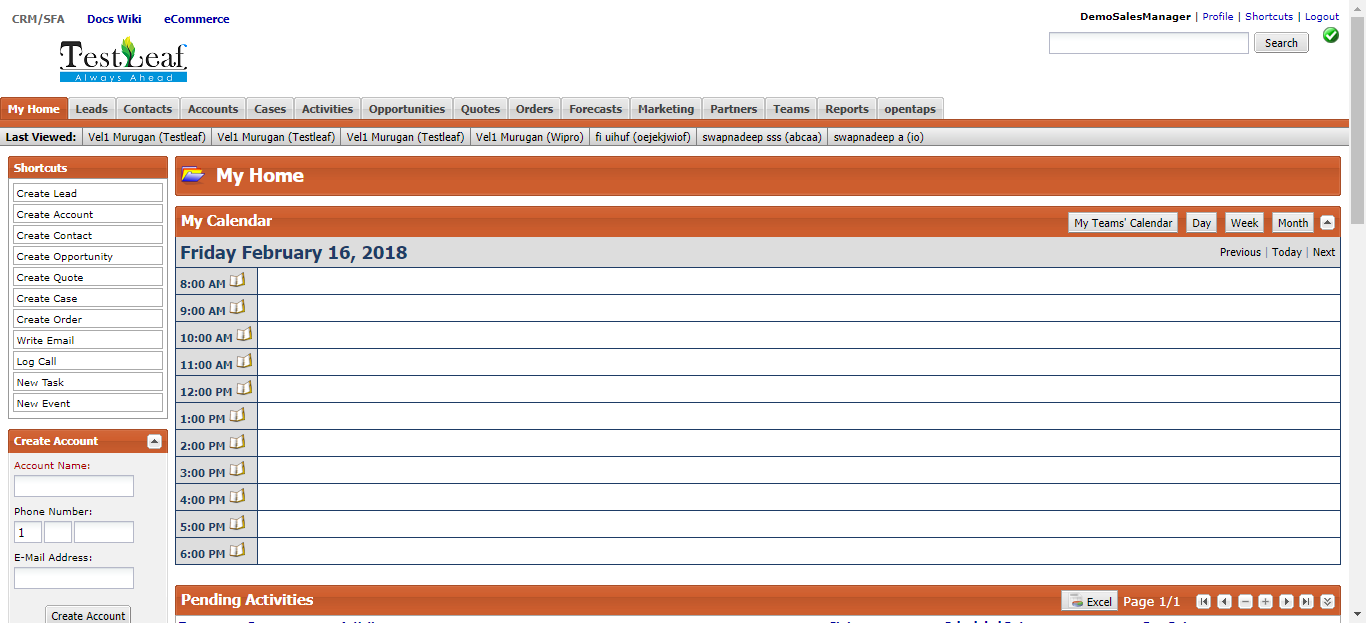 CRM/SFA Docs Wiki eCommerce
DemoSalesManager | Profile | Shortcuts | Logout
Search
TestLeaf
Always Ahead
My Home Leads Contacts Accounts Cases Activities Opportunities Quotes Orders Forecasts Marketing Partners Teams Reports opentaps
Last Viewed: Vel1 Murugan (Testleaf) Vel1 Murugan (Testleaf) Vel1 Murugan (Testleaf) Vel1 Murugan (Wipro) fi uihuf (oejekjwiof) swapnadeep sss (abcaa) swapnadeep a (io)
Shortcuts
Create Lead
Create Account
Create Contact
Create Opportunity
Create Quote
Create Case
Create Order
Write Email
Log Call
New Task
New Event
Create Account
Account Name:
Phone Number:
1
E-Mail Address:
Create Account
My Home
My Calendar My Teams' Calendar Day Week Month
Friday February 16, 2018 Previous | Today | Next
8:00 AM
9:00 AM
10:00 AM
11:00 AM
12:00 PM
1:00 PM
2:00 PM
3:00 PM
4:00 PM
5:00 PM
6:00 PM
Pending Activities Excel Page 1/1